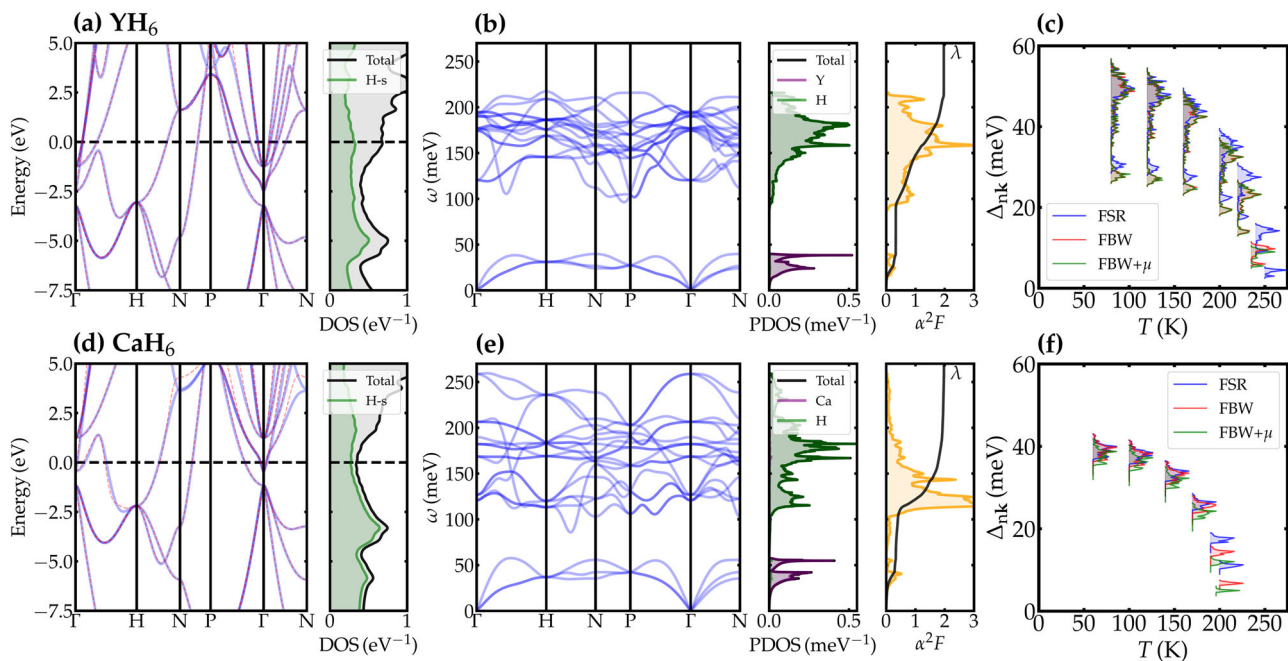 (a) YH₆
(b)
(c)
5.0
2.5
0.0
−2.5
−5.0
−7.5
Energy (eV)
Γ H N P Γ N
Total
H-s
0 1
DOS (eV⁻¹)
250
200
150
100
50
0
ω (meV)
Γ H N P Γ N
Total
Y
H
0.0 0.5
PDOS (meV⁻¹)
λ
0 1 2 3
α²F
60
40
20
0
Δnk (meV)
FSR
FBW
FBW+μ
0 50 100 150 200 250
T (K)
(d) CaH₆
(e)
(f)
5.0
2.5
0.0
−2.5
−5.0
−7.5
Energy (eV)
Γ H N P Γ N
Total
H-s
0 1
DOS (eV⁻¹)
250
200
150
100
50
0
ω (meV)
Γ H N P Γ N
Total
Ca
H
0.0 0.5
PDOS (meV⁻¹)
λ
0 1 2 3
α²F
60
40
20
0
Δnk (meV)
FSR
FBW
FBW+μ
0 50 100 150 200 250
T (K)